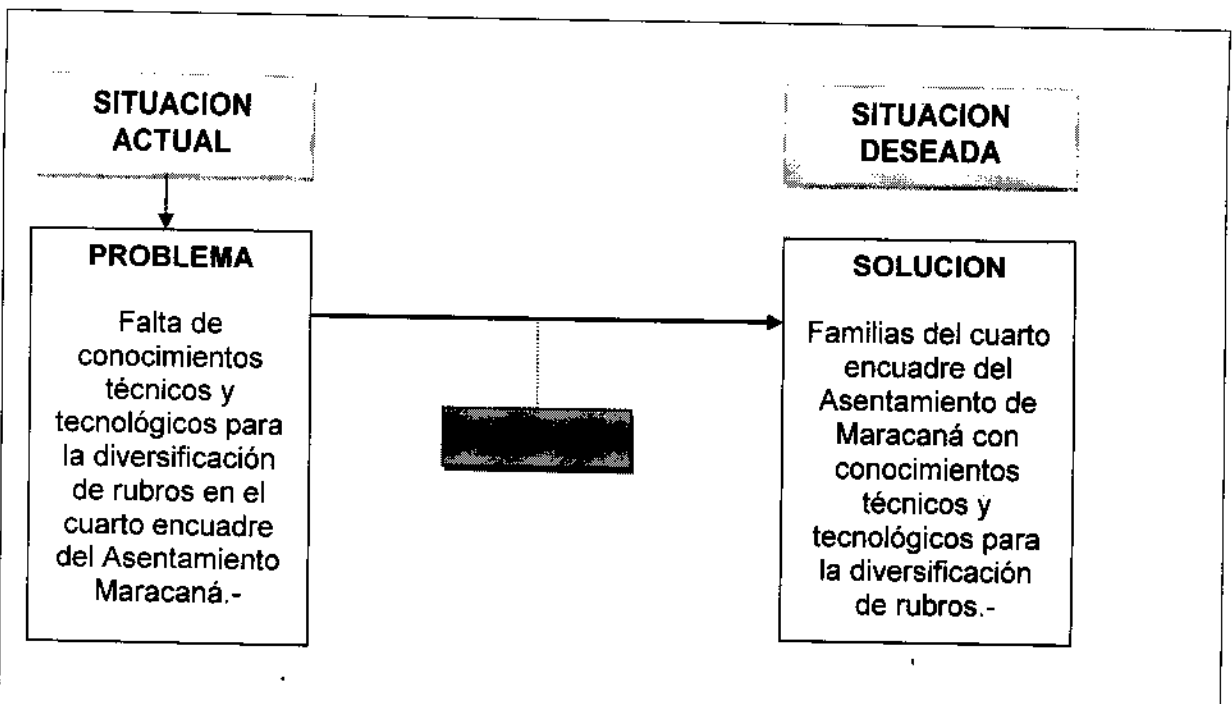 SITUACION
ACTUAL
SITUACION
DESEADA
PROBLEMA
Falta de
conocimientos
técnicos y
tecnológicos para
la diversificación
de rubros en el
cuarto encuadre
del Asentamiento
Maracaná.-
SOLUCION
Familias del cuarto
encuadre del
Asentamiento de
Maracaná con
conocimientos
técnicos y
tecnológicos para
la diversificación
de rubros.-